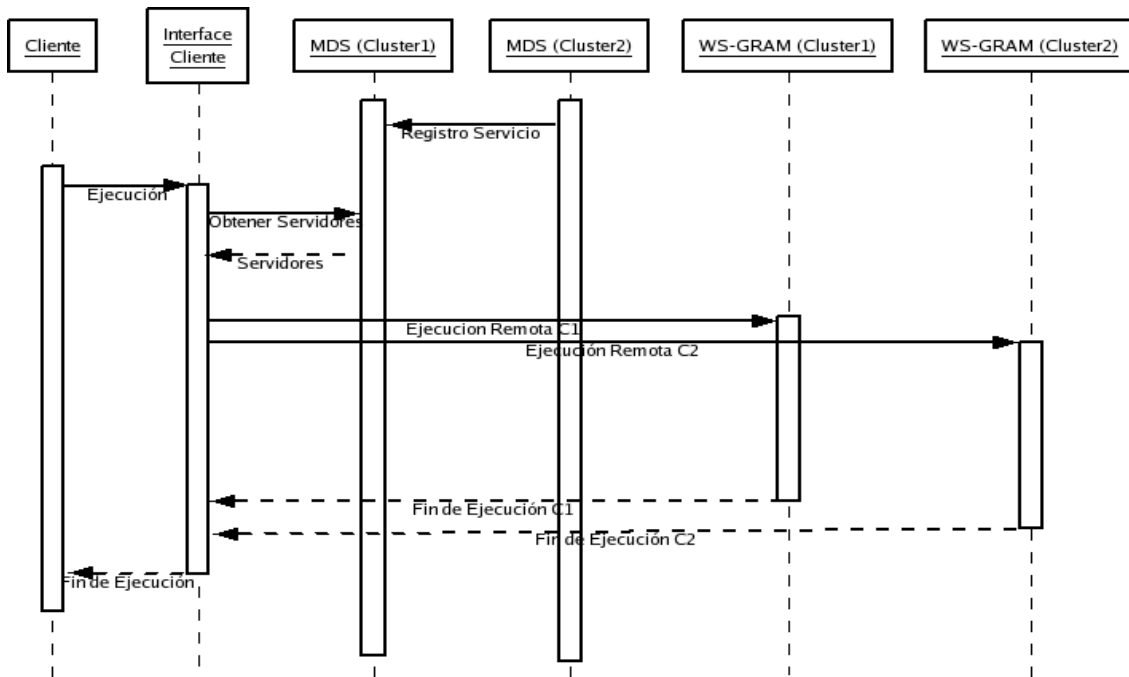 Cliente
Interface
Cliente
MDS (Cluster1)
MDS (Cluster2)
WS-GRAM (Cluster1)
WS-GRAM (Cluster2)
Registro Servicio
Ejecución
Obtener Servidores
Servidores
Ejecucion Remota C1
Ejecución Remota C2
Fin de Ejecución C1
Fin de Ejecución C2
Fin de Ejecución